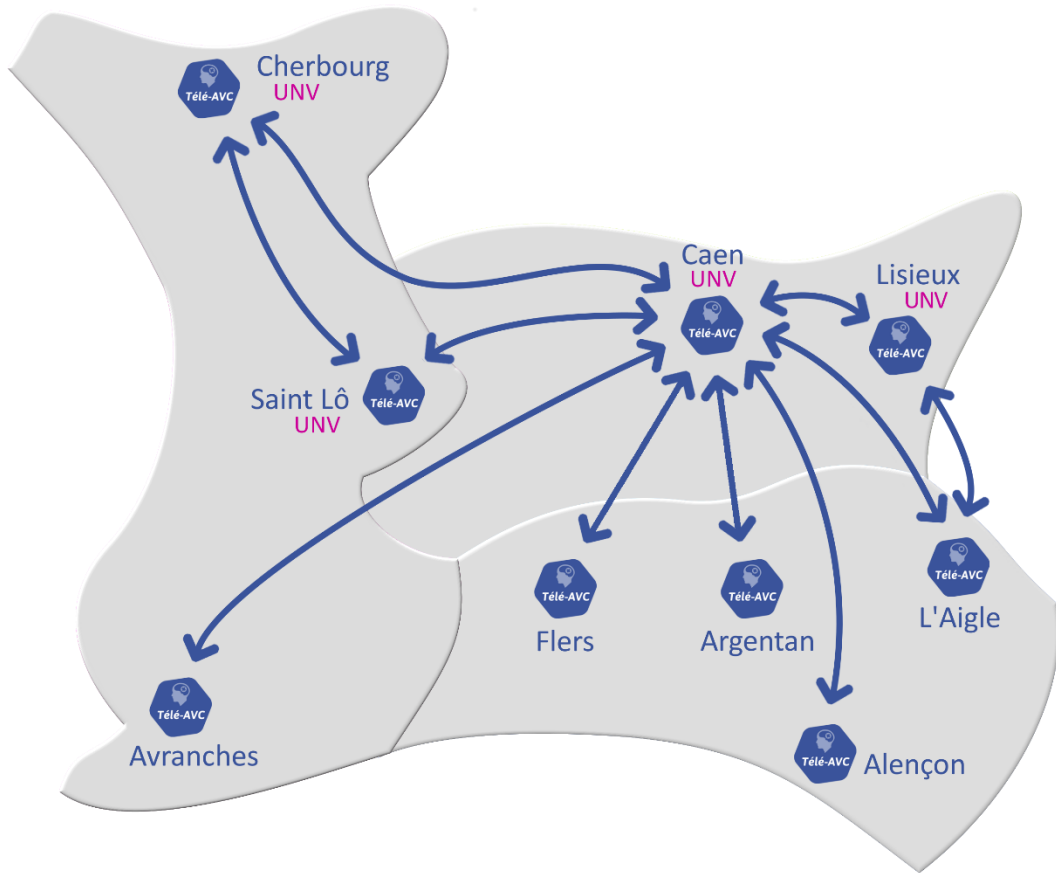 Cherbourg
UNV
Télé-AVC
Caen
UNV
Télé-AVC
Lisieux
UNV
Télé-AVC
Saint Lô
UNV
Télé-AVC
Télé-AVC
Flers
Télé-AVC
Argentan
Télé-AVC
L'Aigle
Télé-AVC
Avranches
Télé-AVC
Alençon